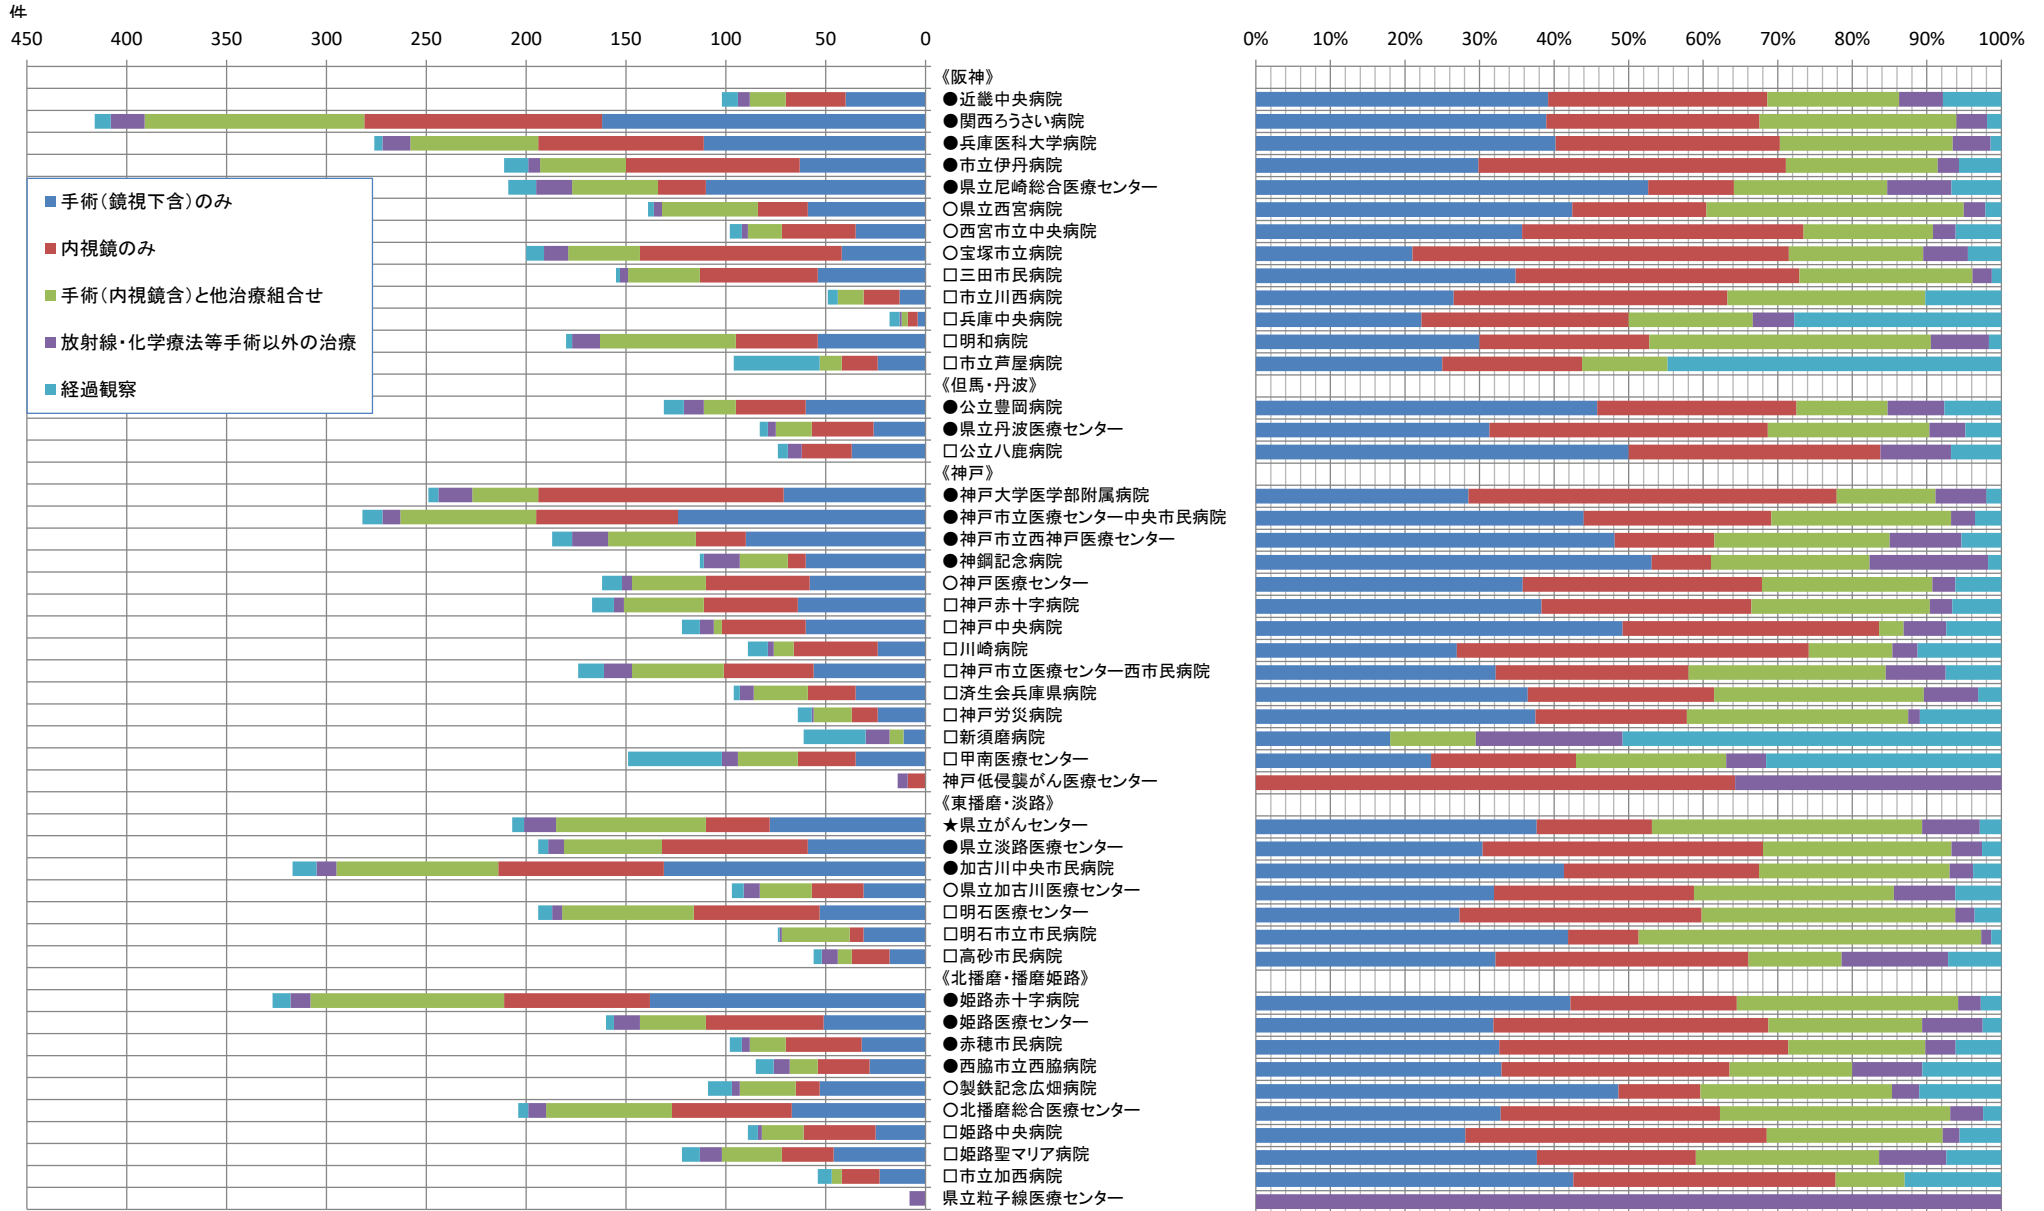 件
450 400 350 300 250 200 150 100 50 0
0% 10% 20% 30% 40% 50% 60% 70% 80% 90% 100%
手術(鏡視下含)のみ
内視鏡のみ
手術(内視鏡含)と他治療組合せ
放射線・化学療法等手術以外の治療
経過観察
《阪神》
●近畿中央病院
●関西ろうさい病院
●兵庫医科大学病院
●市立伊丹病院
●県立尼崎総合医療センター
○県立西宮病院
○西宮市立中央病院
○宝塚市立病院
□三田市民病院
□市立川西病院
□兵庫中央病院
□明和病院
□市立芦屋病院
《但馬・丹波》
●公立豊岡病院
●県立丹波医療センター
□公立八鹿病院
《神戸》
●神戸大学医学部附属病院
●神戸市立医療センター中央市民病院
●神戸市立西神戸医療センター
●神鋼記念病院
○神戸医療センター
□神戸赤十字病院
□神戸中央病院
□川崎病院
□神戸市立医療センター西市民病院
□済生会兵庫県病院
□神戸労災病院
□新須磨病院
□甲南医療センター
神戸低侵襲がん医療センター
《東播磨・淡路》
★県立がんセンター
●県立淡路医療センター
●加古川中央市民病院
○県立加古川医療センター
□明石医療センター
□明石市立市民病院
□高砂市民病院
《北播磨・播磨姫路》
●姫路赤十字病院
●姫路医療センター
●赤穂市民病院
●西脇市立西脇病院
○製鉄記念広畑病院
○北播磨総合医療センター
□姫路中央病院
□姫路聖マリア病院
□市立加西病院
県立粒子線医療センター